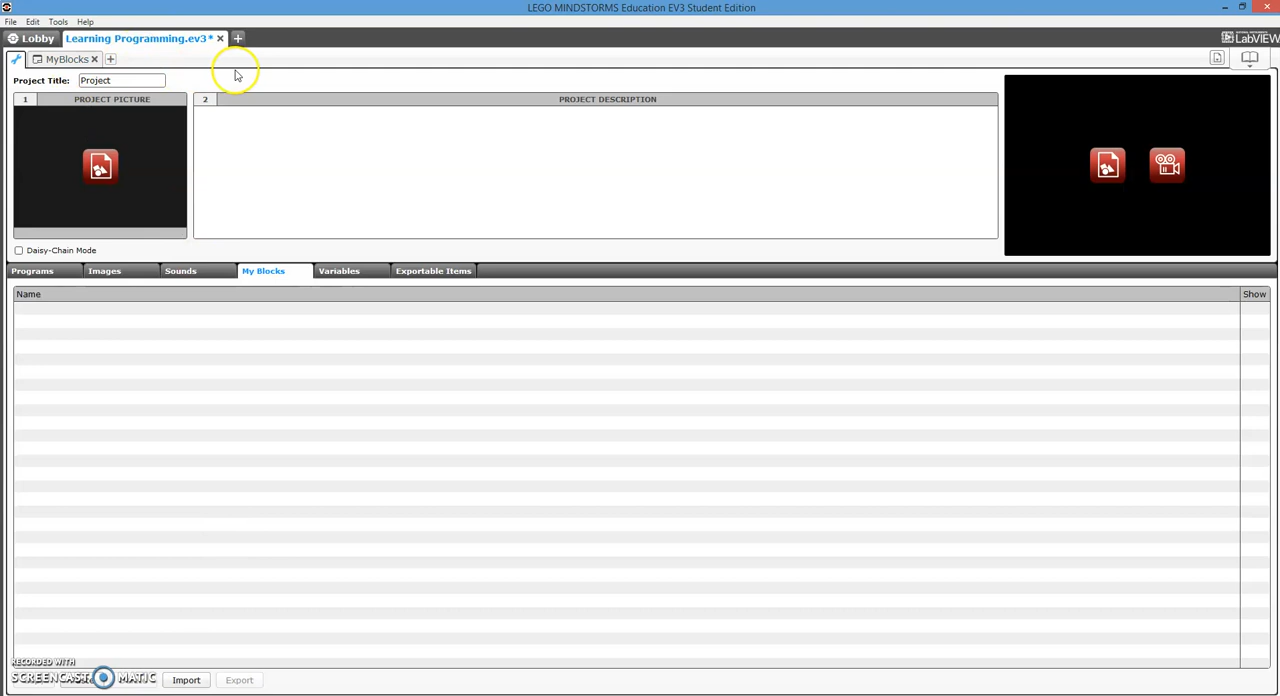 LEGO MINDSTORMS Education EV3 Student Edition
File Edit Tools Help
Lobby Learning Programming.ev3* LabVIEW
MyBlocks
Project Title: Project
1 PROJECT PICTURE 2 PROJECT DESCRIPTION
Daisy-Chain Mode
Programs Images Sounds My Blocks Variables Exportable Items
Name Show
RECORDED WITH
SCREENCAST MATIC
Import Export